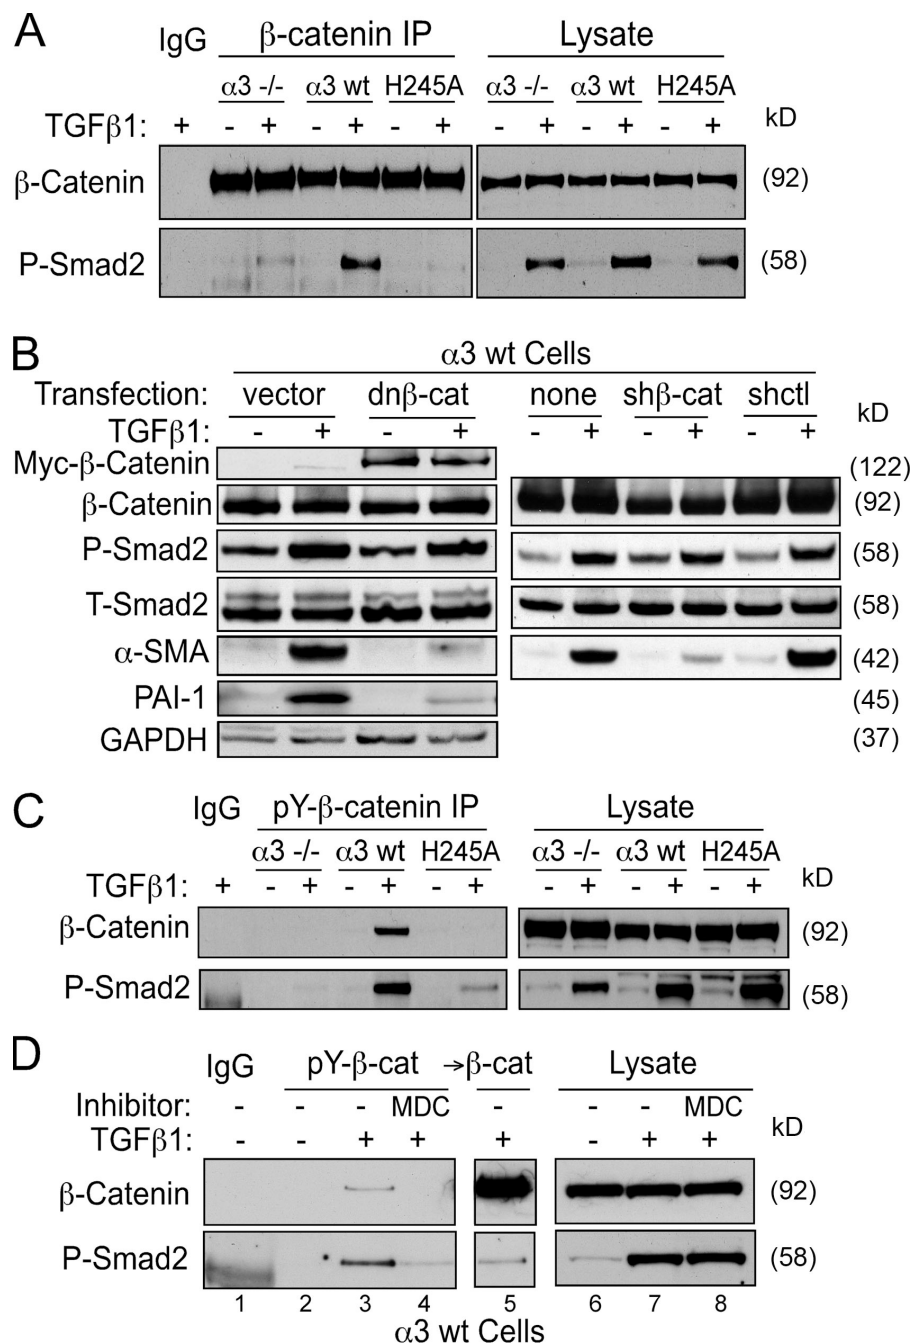 A
IgG β-catenin IP Lysate
α3 -/- α3 wt H245A α3 -/- α3 wt H245A
TGFβ1: + - + - + - + - + - + - + kD
β-Catenin (92)
P-Smad2 (58)
B
α3 wt Cells
Transfection: vector dnβ-cat none shβ-cat shctl kD
TGFβ1: - + - + - + - + - +
Myc-β-Catenin (122)
β-Catenin (92)
P-Smad2 (58)
T-Smad2 (58)
α-SMA (42)
PAI-1 (45)
GAPDH (37)
C
IgG pY-β-catenin IP Lysate
α3 -/- α3 wt H245A α3 -/- α3 wt H245A
TGFβ1: + - + - + - + - + - + - + kD
β-Catenin (92)
P-Smad2 (58)
D
IgG pY-β-cat →β-cat Lysate
Inhibitor: - - - MDC - - - MDC
TGFβ1: - - + + + - + + kD
β-Catenin (92)
P-Smad2 (58)
1 2 3 4 5 6 7 8
α3 wt Cells